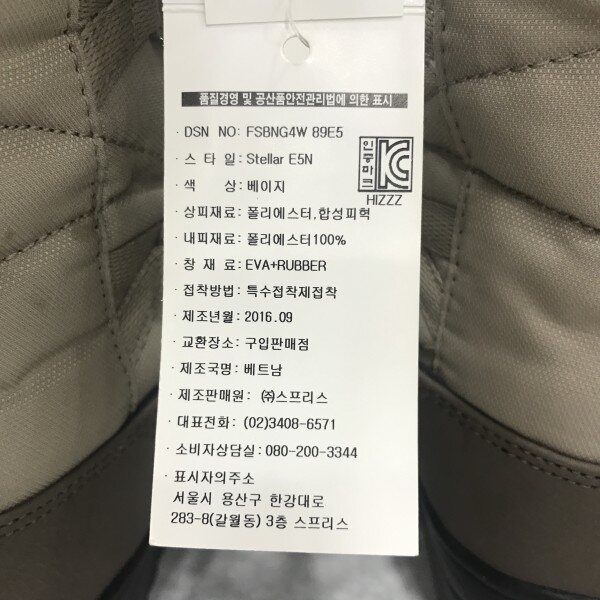 품질경영 및 공산품안전관리법에 의한 표시
· DSN NO: FSBNG4W 89E5
· 스 타 일: Stellar E5N
인증마크 KC
HIZZZ
· 색 상: 베이지
· 상피재료: 폴리에스터,합성피혁
· 내피재료: 폴리에스터100%
· 창 재 료: EVA+RUBBER
· 접착방법: 특수접착제접착
· 제조년월: 2016.09
· 교환장소: 구입판매점
· 제조국명: 베트남
· 제조판매원: ㈜스프리스
· 대표전화: (02)3408-6571
· 소비자상담실: 080-200-3344
· 표시자의주소
서울시 용산구 한강대로
283-8(갈월동) 3층 스프리스